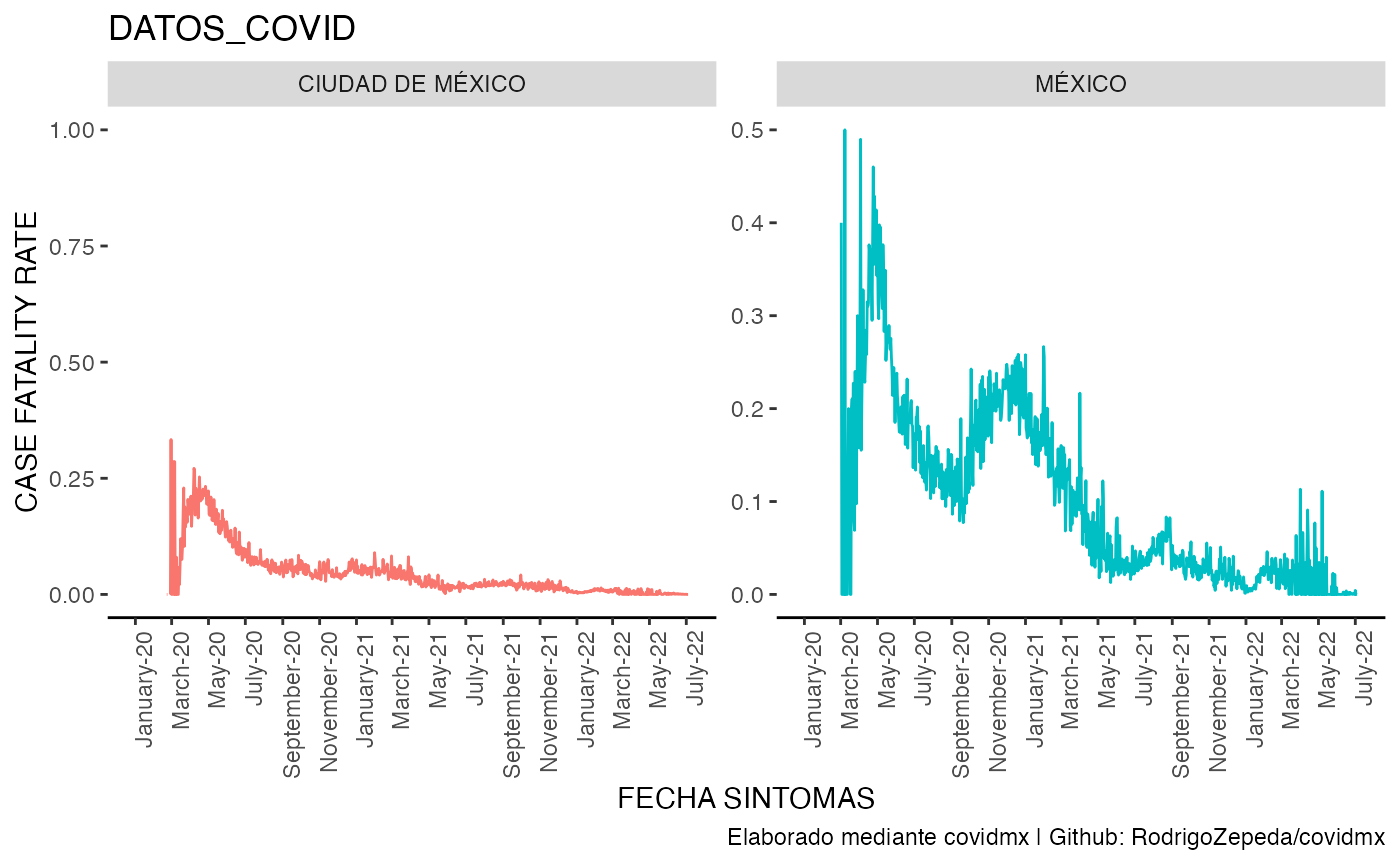 DATOS_COVID
CIUDAD DE MÉXICO
MÉXICO
CASE FATALITY RATE
1.00
0.75
0.50
0.25
0.00
0.5
0.4
0.3
0.2
0.1
0.0
January-20
March-20
May-20
July-20
September-20
November-20
January-21
March-21
May-21
July-21
September-21
November-21
January-22
March-22
May-22
July-22
January-20
March-20
May-20
July-20
September-20
November-20
January-21
March-21
May-21
July-21
September-21
November-21
January-22
March-22
May-22
July-22
FECHA SINTOMAS
Elaborado mediante covidmx | Github: RodrigoZepeda/covidmx